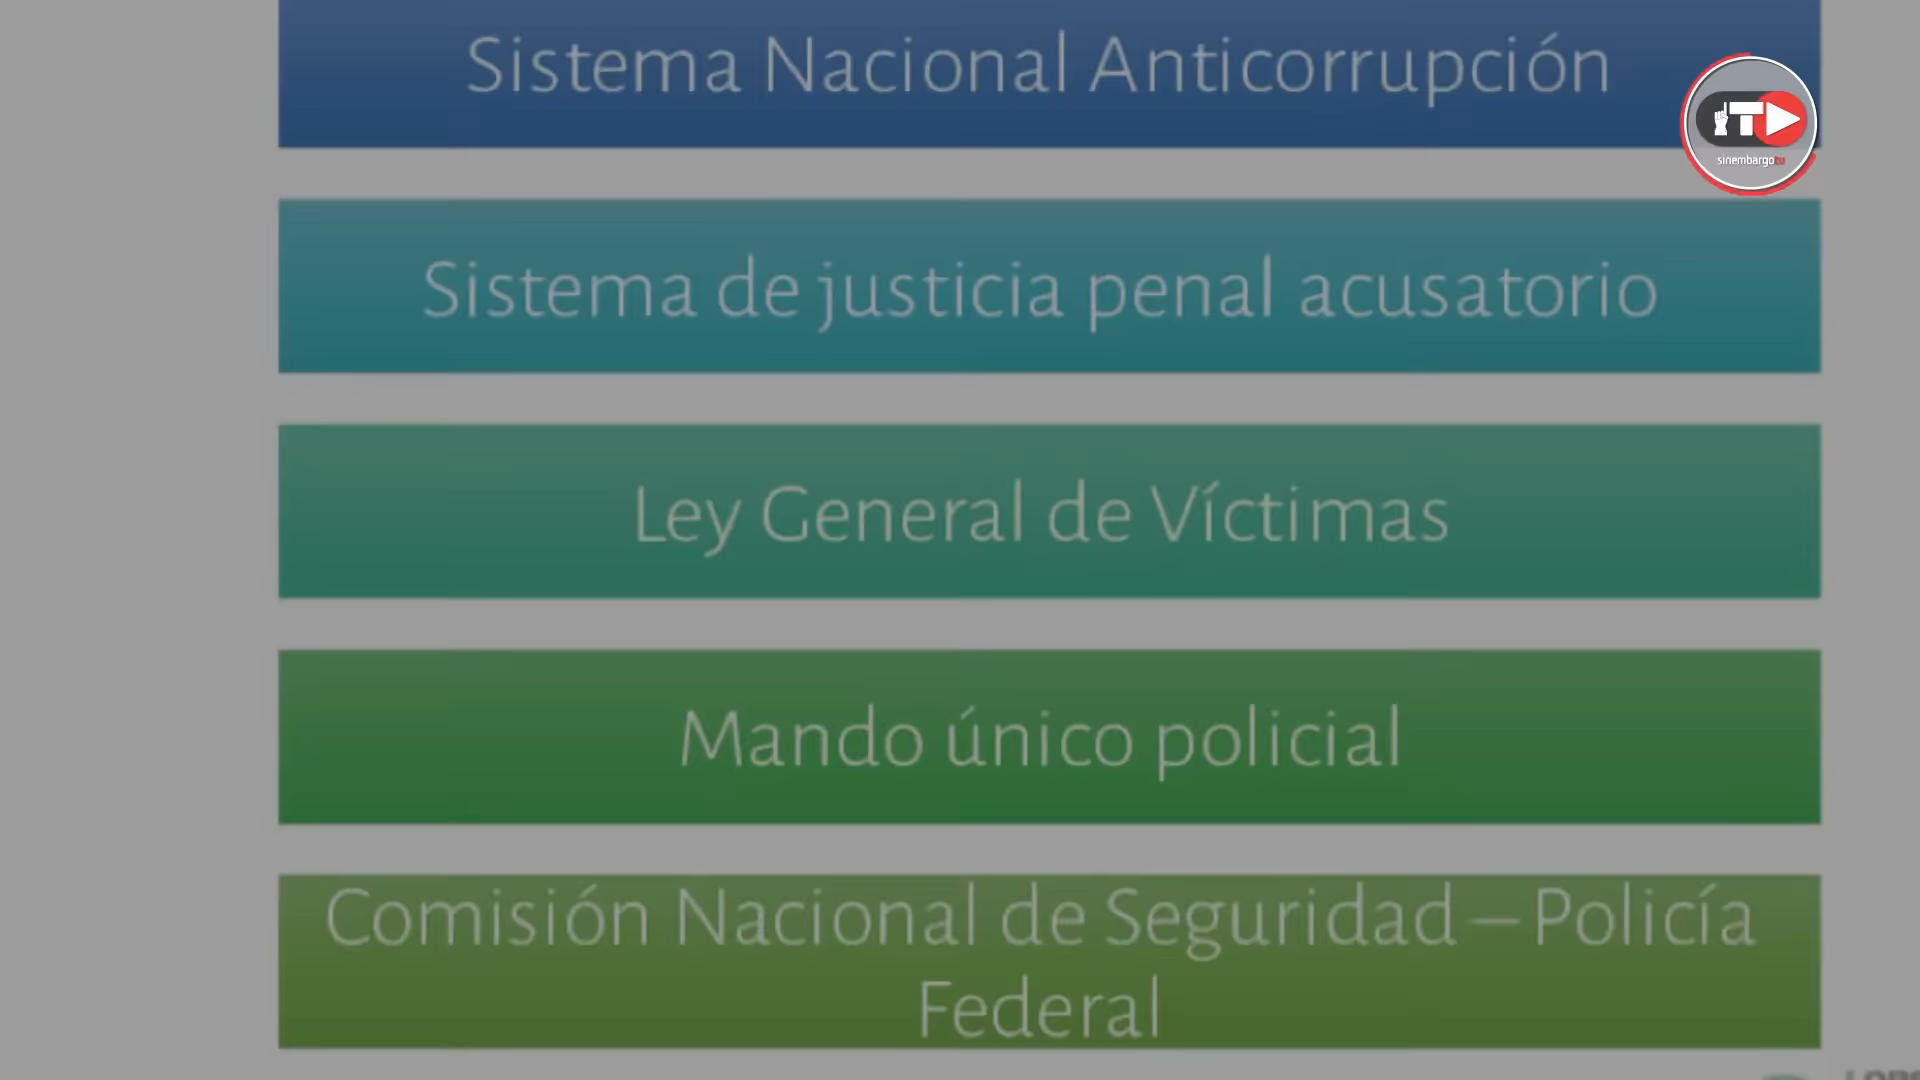 Sistema Nacional Anticorrupción
sinembargotv
Sistema de justicia penal acusatorio
Ley General de Víctimas
Mando único policial
Comisión Nacional de Seguridad – Policía
Federal